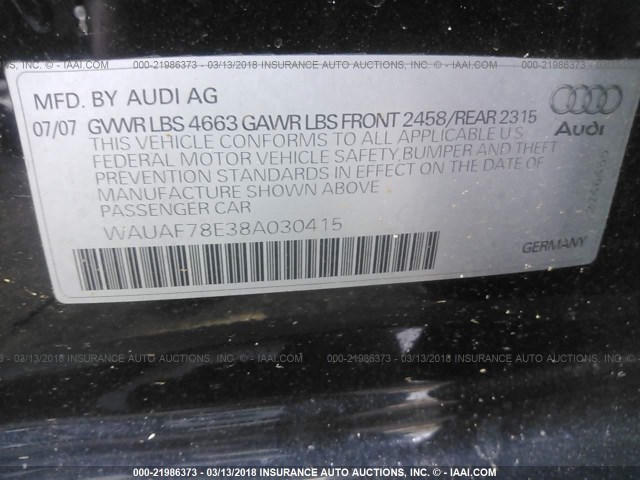 000-21986373 - 03/13/2018 INSURANCE AUTO AUCTIONS, INC. - © IAAI.COM
MFD. BY AUDI AG
07/07 GVWR LBS 4663 GAWR LBS FRONT 2458/REAR 2315
THIS VEHICLE CONFORMS TO ALL APPLICABLE U S
FEDERAL MOTOR VEHICLE SAFETY, BUMPER AND THEFT
PREVENTION STANDARDS IN EFFECT ON THE DATE OF
MANUFACTURE SHOWN ABOVE
PASSENGER CAR
WAUAF78E38A030415
Audi
GERMANY
000-21986373 - 03/13/2018 INSURANCE AUTO AUCTIONS, INC. - © IAAI.COM
000-21986373 - 03/13/2018 INSURANCE AUTO AUCTIONS, INC. - © IAAI.COM